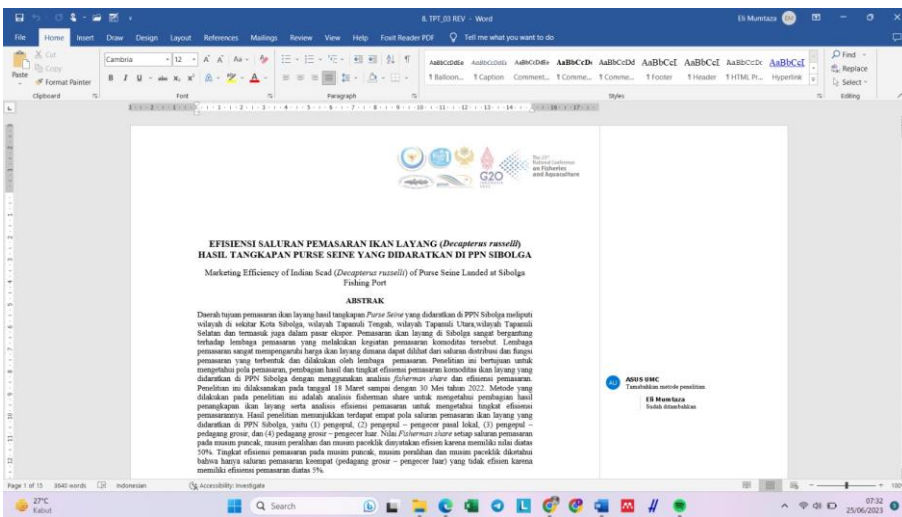 8. TPT_03 REV - Word
Eli Mumtaza
EM
File Home Insert Draw Design Layout References Mailings Review View Help Foxit Reader PDF Tell me what you want to do
Cut
Copy
Format Painter
Paste
Cambria 12
AaBbCcDd AaBbCcI
1 Balloon... 1 Caption Comment... 1 Comme... 1 Comme... 1 Footer 1 Header 1 HTML Pr... Hyperlink
Find
Replace
Select
Clipboard Font Paragraph Styles Editing
The 11th
National Conference
on Fisheries
and Aquaculture
G20
EFISIENSI SALURAN PEMASARAN IKAN LAYANG (Decapterus russelli)
HASIL TANGKAPAN PURSE SEINE YANG DIDARATKAN DI PPN SIBOLGA
Marketing Efficiency of Indian Scad (Decapterus russelli) of Purse Seine Landed at Sibolga
Fishing Port
ABSTRAK
Daerah tujuan pemasaran ikan layang hasil tangkapan Purse Seine yang didaratkan di PPN Sibolga meliputi
wilayah di sekitar Kota Sibolga, wilayah Tapanuli Tengah, wilayah Tapanuli Utara,wilayah Tapanuli
Selatan dan termasuk juga dalam pasar ekspor. Pemasaran ikan layang di Sibolga sangat bergantung
terhadap lembaga pemasaran yang melakukan kegiatan pemasaran komoditas tersebut. Lembaga
pemasaran sangat mempengaruhi harga ikan layang dimana dapat dilihat dari saluran distribusi dan fungsi
pemasaran yang terbentuk dan dilakukan oleh lembaga pemasaran. Penelitian ini bertujuan untuk
mengetahui pola pemasaran, pembagian hasil dan tingkat efisiensi pemasaran komoditas ikan layang yang
didaratkan di PPN Sibolga dengan menggunakan analisis fisherman share dan efisiensi pemasaran.
Penelitian ini dilaksanakan pada tanggal 18 Maret sampai dengan 30 Mei tahun 2022. Metode yang
dilakukan pada penelitian ini adalah analisis fisherman share untuk mengetahui pembagian hasil
penangkapan ikan layang serta analisis efisiensi pemasaran untuk mengetahui tingkat efisiensi
pemasarannya. Hasil penelitian menunjukkan terdapat empat pola saluran pemasaran ikan layang yang
didaratkan di PPN Sibolga, yaitu (1) pengepul, (2) pengepul – pengecer pasal lokal, (3) pengepul –
pedagang grosir, dan (4) pedagang grosir - pengecer luar. Nilai Fisherman share setiap saluran pemasaran
pada musim puncak, musim peralihan dan musim paceklik dinyatakan efisien karena memiliki nilai diatas
50%. Tingkat efisiensi pemasaran pada musim puncak, musim peralihan dan musim paceklik diketahui
bahwa hanya saluran pemasaran keempat (pedagang grosir – pengecer luar) yang tidak efisien karena
memiliki efisiensi pemasaran diatas 5%.
AU
ASUS UMC
Tamabahkan metode penelitian
Eli Mumtaza
Sudah ditambahkan
Page 1 of 15 3640 words Indonesian Accessibility: Investigate
27°C
Kabut
Search
07:32
25/06/2023